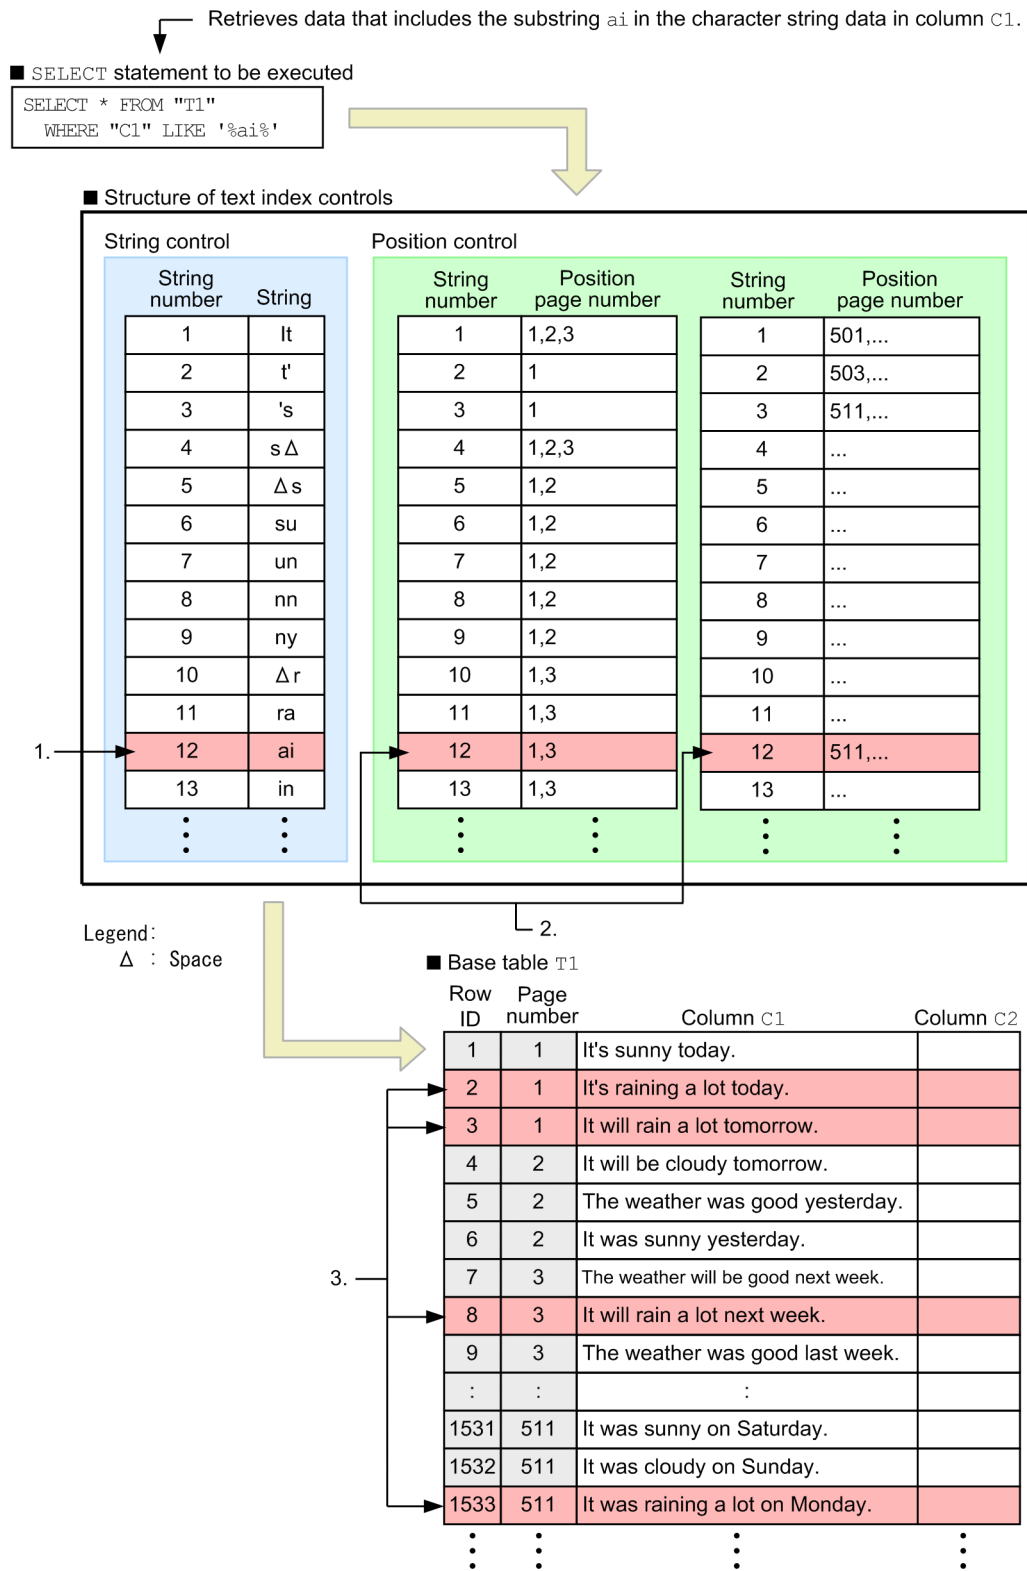 Retrieves data that includes the substring ai in the character string data in column C1.
■ SELECT statement to be executed
SELECT * FROM "T1"
WHERE "C1" LIKE '%ai%'
■ Structure of text index controls
String control
Position control
String number String
1 It
2 t'
3 's
4 s Δ
5 Δ s
6 su
7 un
8 nn
9 ny
10 Δ r
11 ra
1. 12 ai
13 in
String number Position page number
1 1,2,3
2 1
3 1
4 1,2,3
5 1,2
6 1,2
7 1,2
8 1,2
9 1,2
10 1,3
11 1,3
12 1,3
13 1,3
String number Position page number
1 501,...
2 503,...
3 511,...
4 ...
5 ...
6 ...
7 ...
8 ...
9 ...
10 ...
11 ...
12 511,...
13 ...
2.
Legend:
Δ : Space
■ Base table T1
Row ID Page number Column C1 Column C2
1 1 It's sunny today.
2 1 It's raining a lot today.
3 1 It will rain a lot tomorrow.
4 2 It will be cloudy tomorrow.
5 2 The weather was good yesterday.
6 2 It was sunny yesterday.
3. 7 3 The weather will be good next week.
8 3 It will rain a lot next week.
9 3 The weather was good last week.
: : :
1531 511 It was sunny on Saturday.
1532 511 It was cloudy on Sunday.
1533 511 It was raining a lot on Monday.